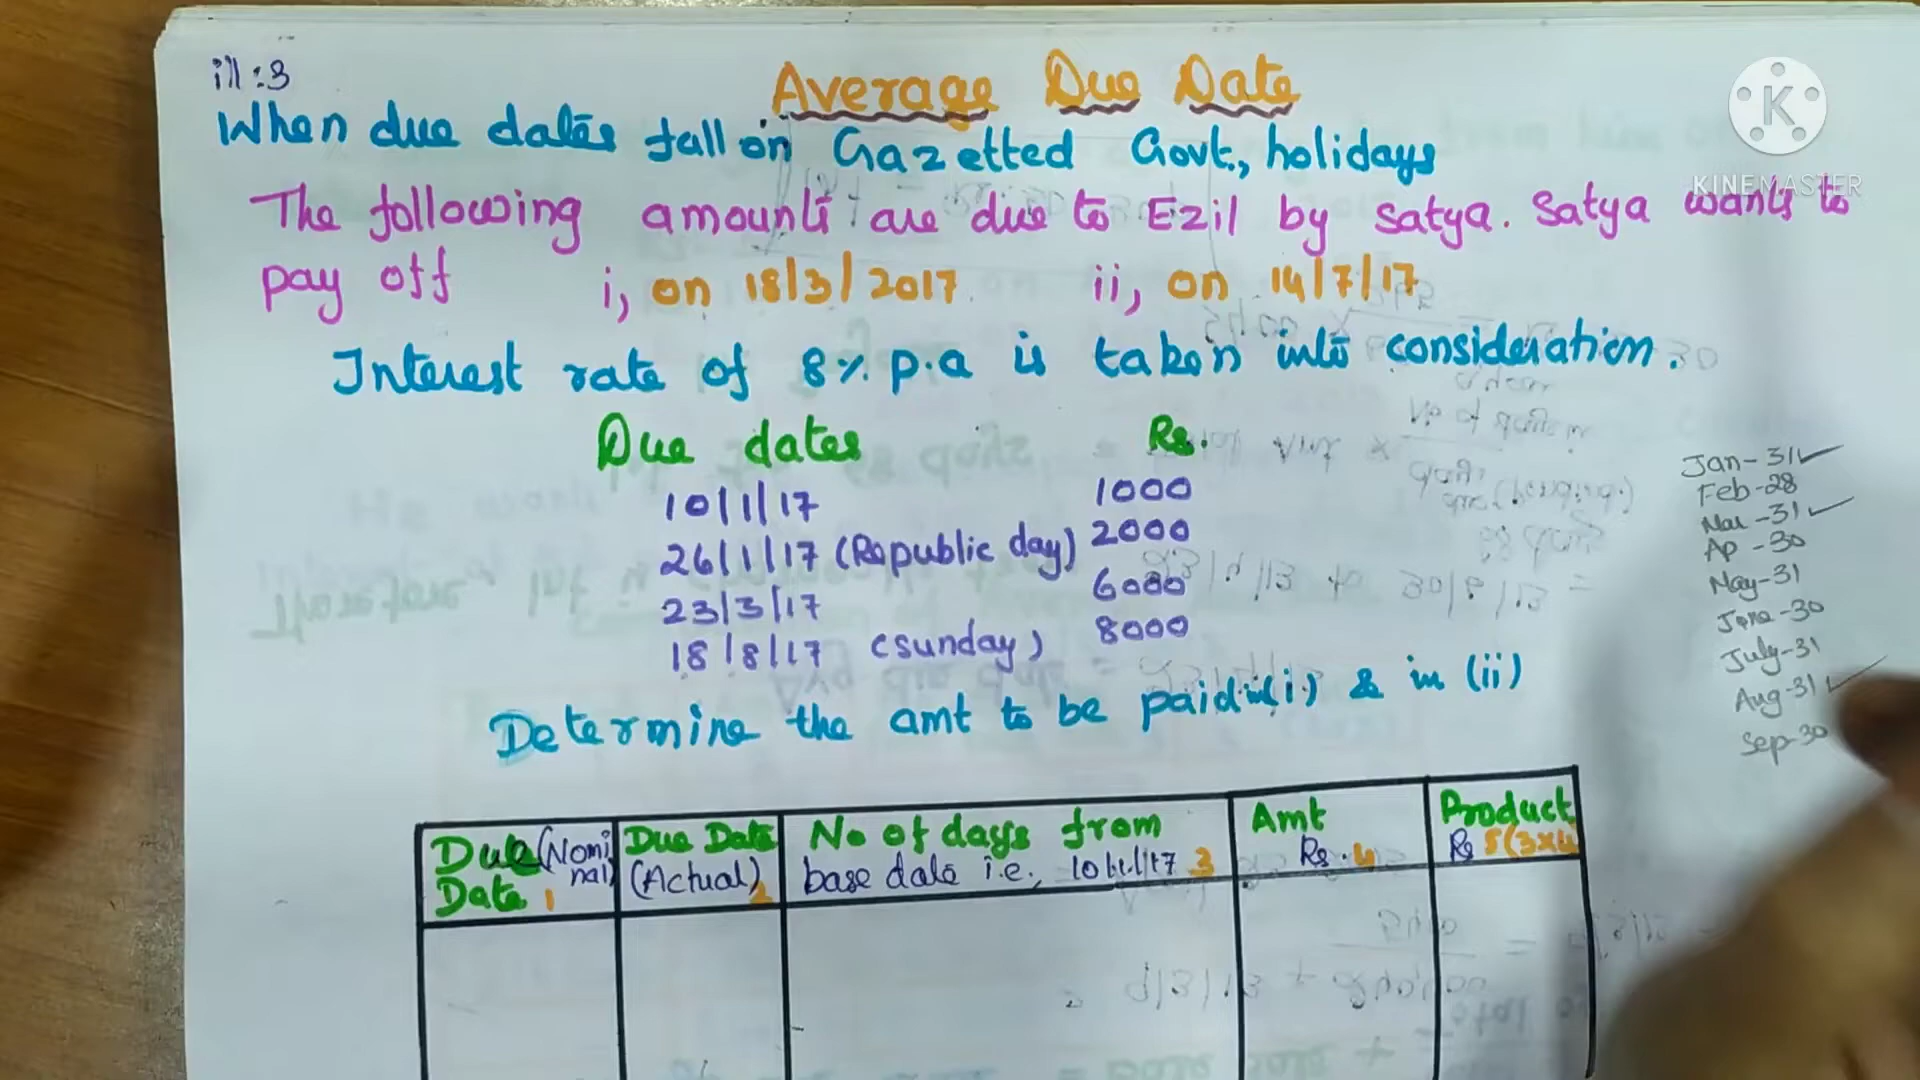 ill:3
Average Due Date
When due dates fall on Gazetted Govt., holidays
The following amounts are due to Ezil by Satya. Satya wants to
pay off i, on 18/3/2017 ii, on 14/7/17
Interest rate of 8% p.a is taken into consideration.
Due dates Rs.
10/1/17 1000
26/1/17 (Republic day) 2000
23/3/17 6000
18/8/17 (Sunday) 8000
Determine the amt to be paid in (i) & in (ii)
Jan-31
Feb-28
Mar-31
Ap-30
May-31
June-30
July-31
Aug-31
Sep-30
Due (Nomi
nal)
Date 1
Due Date
(Actual) 2
No of days from
base date i.e., 10/1/17 3
Amt
Rs. 4
Product
Rs 5(3x4
K
KINEMASTER